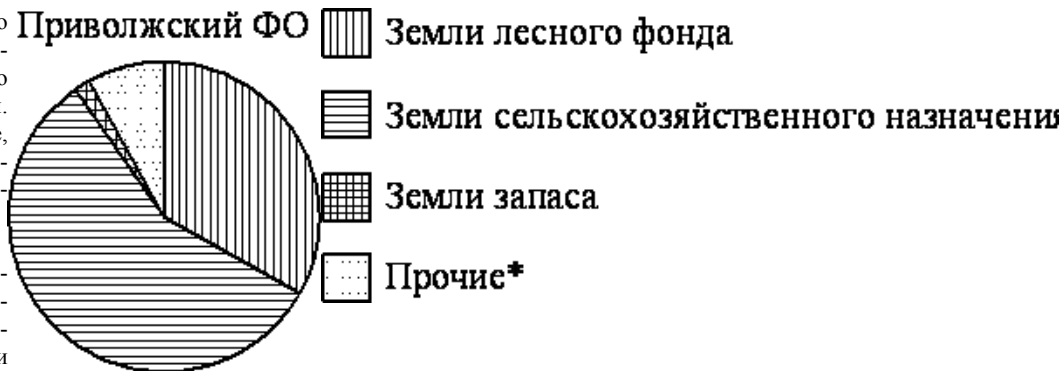 Приволжский ФО
Земли лесного фонда
Земли сельскохозяйственного назначения
Земли запаса
Прочие*